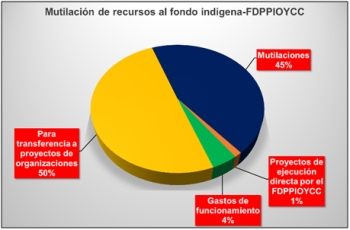 Mutilación de recursos al fondo indigena-FDPPIOYCC
Mutilaciones
45%
Para
transferencia a
proyectos de
organizaciones
50%
Proyectos de
ejecución
directa por el
FDPPIOYCC
1%
Gastos de
funcionamiento
4%